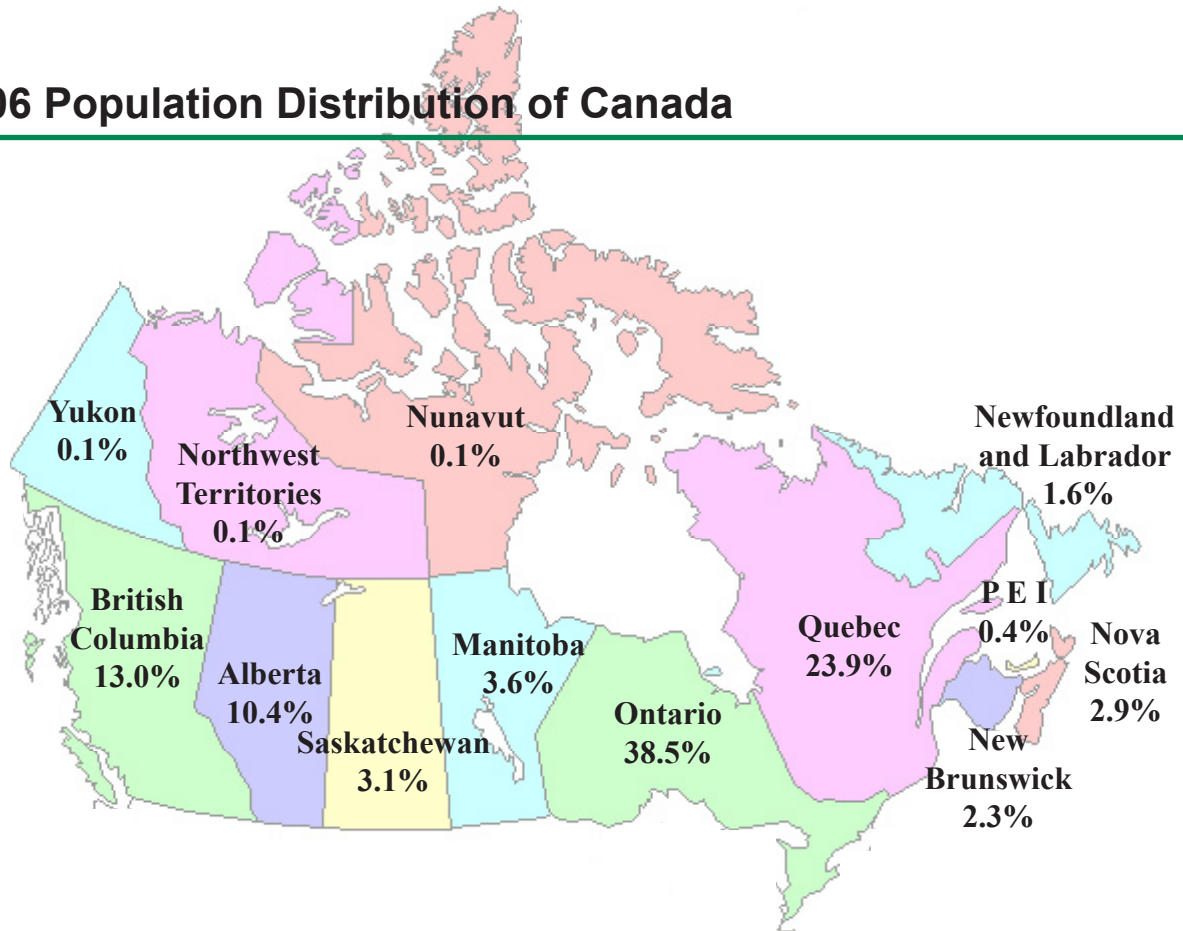 06 Population Distribution of Canada
Yukon
0.1%
Northwest
Territories
0.1%
Nunavut
0.1%
Newfoundland
and Labrador
1.6%
British
Columbia
13.0%
Alberta
10.4%
Saskatchewan
3.1%
Manitoba
3.6%
Ontario
38.5%
Quebec
23.9%
P E I
0.4%
Nova
Scotia
2.9%
New
Brunswick
2.3%